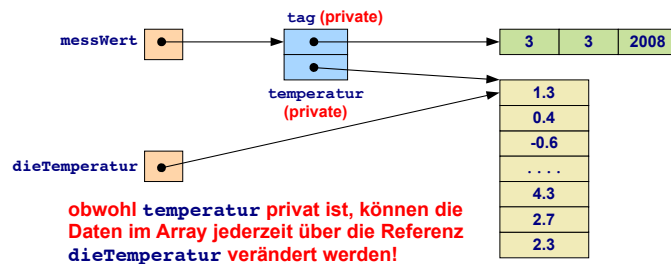 tag (private)
messWert
3 3 2008
temperatur
(private)
1.3
0.4
-0.6
. . . .
4.3
2.7
2.3
dieTemperatur
obwohl temperatur privat ist, können die
Daten im Array jederzeit über die Referenz
dieTemperatur verändert werden!